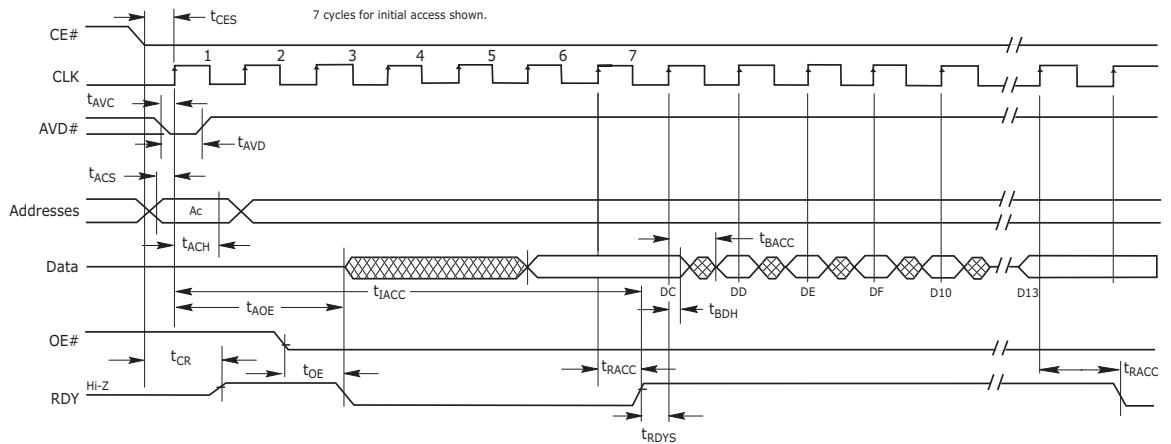 7 cycles for initial access shown.
tCES
CE#
1 2 3 4 5 6 7
CLK
tAVC
AVD#
tAVD
tACS
Addresses
Ac
tACH
tBACC
Data
tIACC
DC DD DE DF D10 D13
tAOE
tBDH
OE#
tCR
tOE
tRACC
tRACC
Hi-Z
RDY
tRDYS